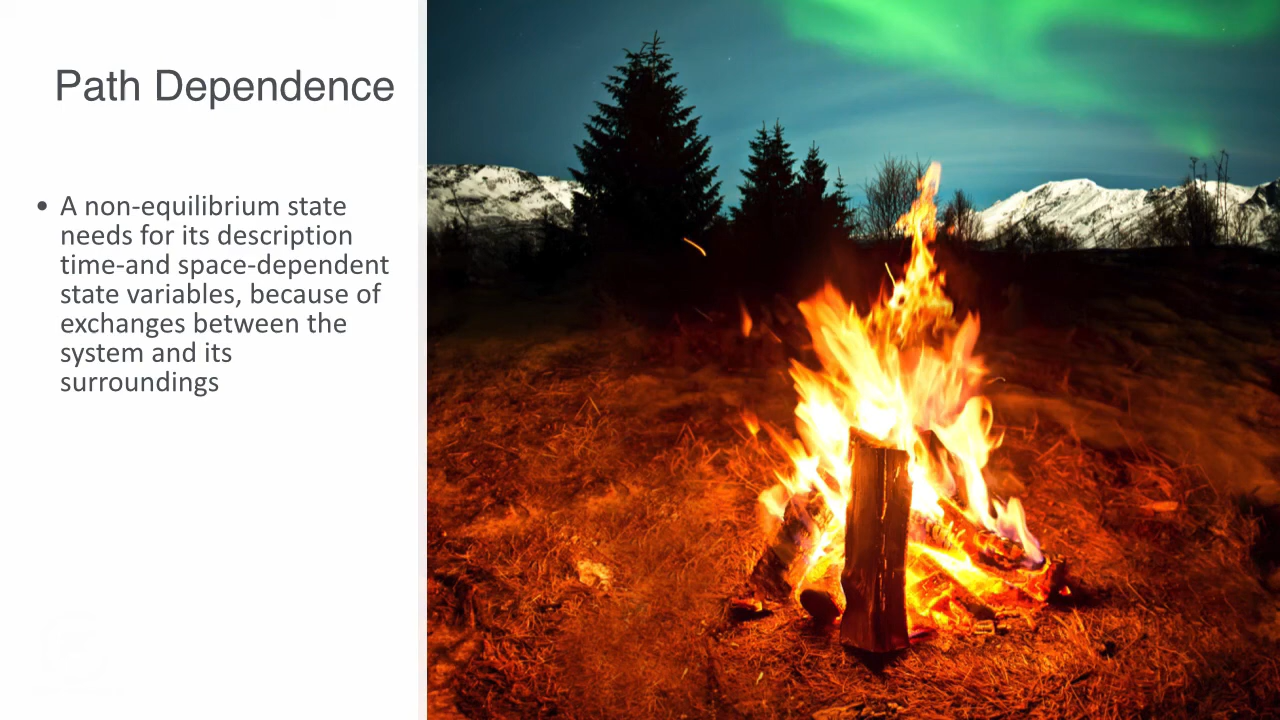 Path Dependence
• A non-equilibrium state
needs for its description
time-and space-dependent
state variables, because of
exchanges between the
system and its
surroundings